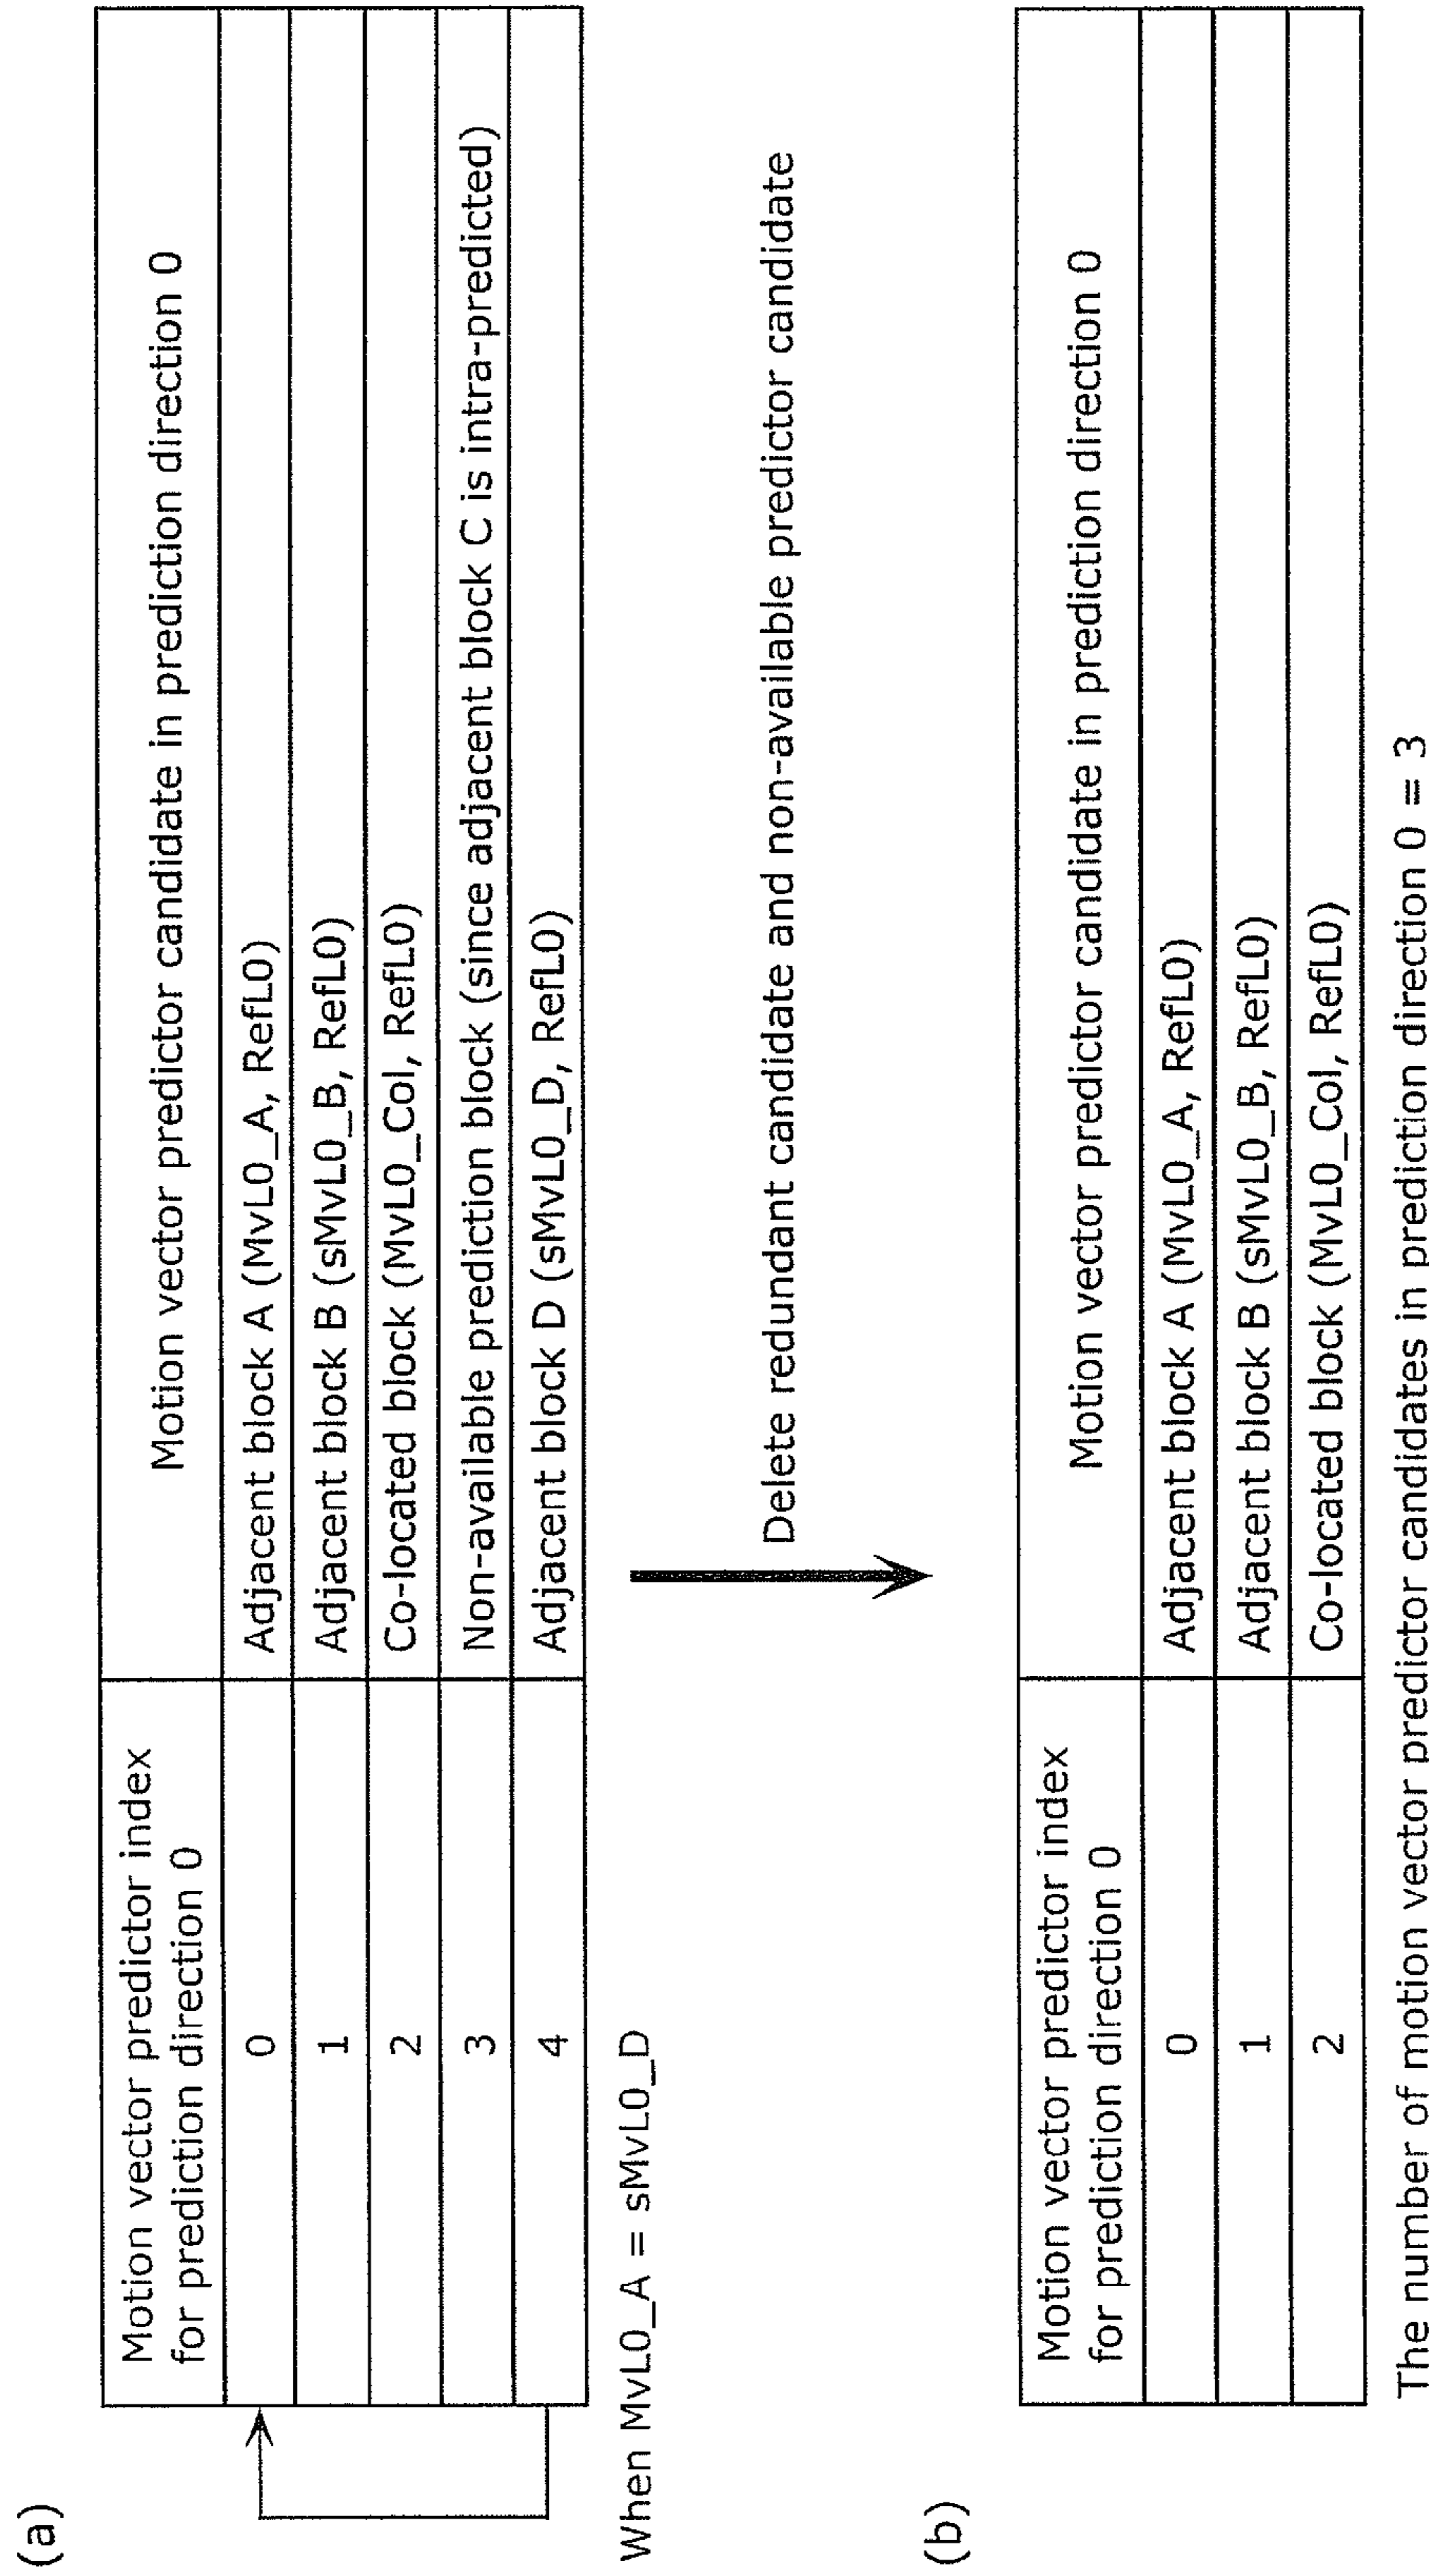 (a)
Motion vector predictor index
for prediction direction 0
Motion vector predictor candidate in prediction direction 0
0
Adjacent block A (MvL0_A, RefL0)
1
Adjacent block B (sMvL0_B, RefL0)
2
Co-located block (MvL0_Col, RefL0)
3
Non-available prediction block (since adjacent block C is intra-predicted)
4
Adjacent block D (sMvL0_D, RefL0)
When MvL0_A = sMvL0_D
Delete redundant candidate and non-available predictor candidate
(b)
Motion vector predictor index
for prediction direction 0
Motion vector predictor candidate in prediction direction 0
0
Adjacent block A (MvL0_A, RefL0)
1
Adjacent block B (sMvL0_B, RefL0)
2
Co-located block (MvL0_Col, RefL0)
The number of motion vector predictor candidates in prediction direction 0 = 3